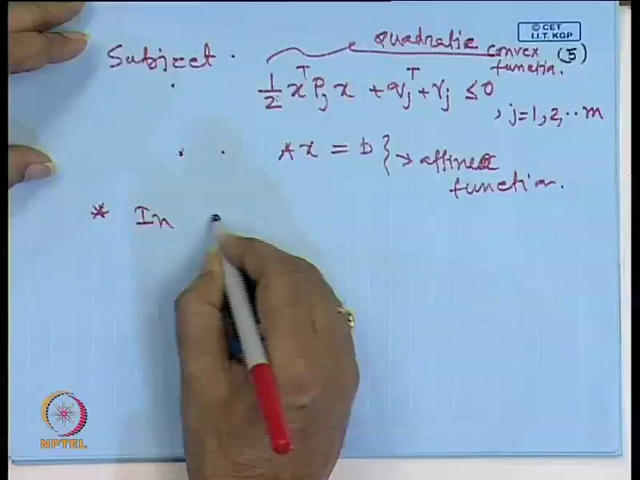 © CET
I.I.T. KGP
quadratic convex (5)
Subject . function.
1/2 x^T P_j x + q_j^T + r_j ≤ 0
, j=1, 2, .. m
Ax = b } → affine
function.
* In
NPTEL